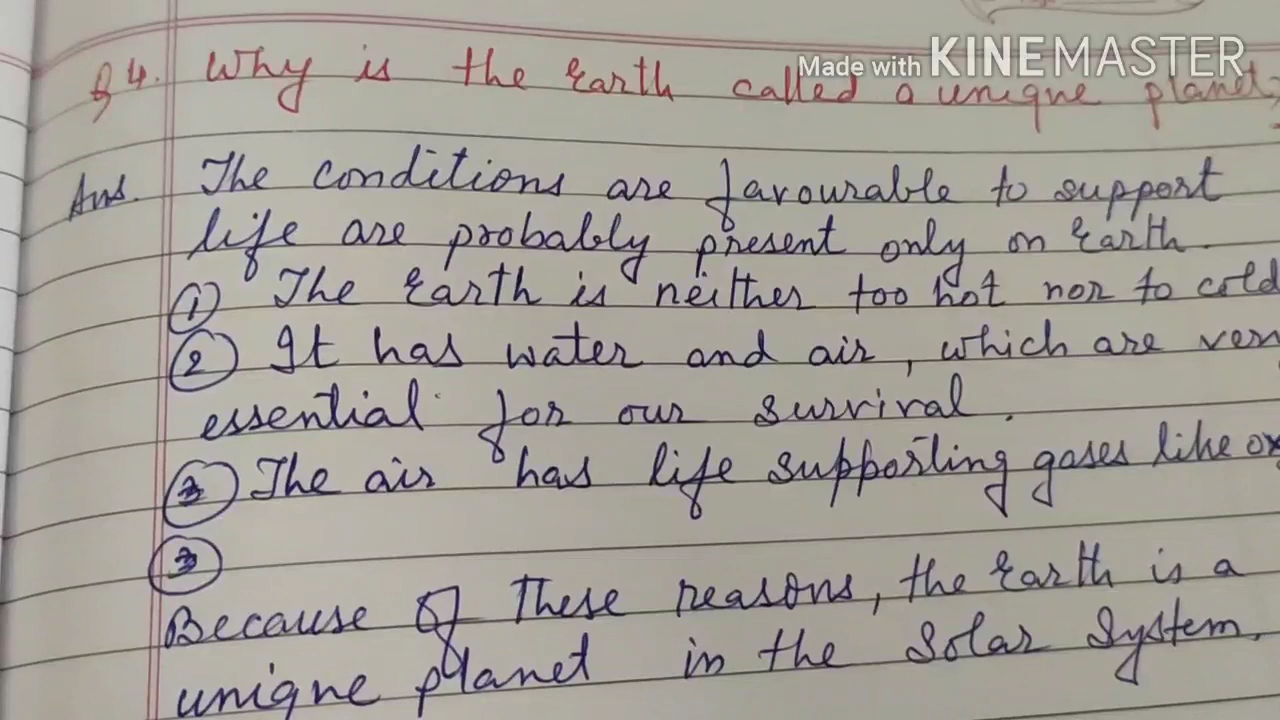 Made with KINEMASTER
Q4. Why is the Earth called a unique planet
Ans. The conditions are favourable to support
life are probably present only on Earth.
① The Earth is neither too hot nor to cold
② It has water and air, which are very
essential for our survival.
③ The air has life supporting gases like ox
③
Because of These reasons, the Earth is a
unique planet in the Solar System.